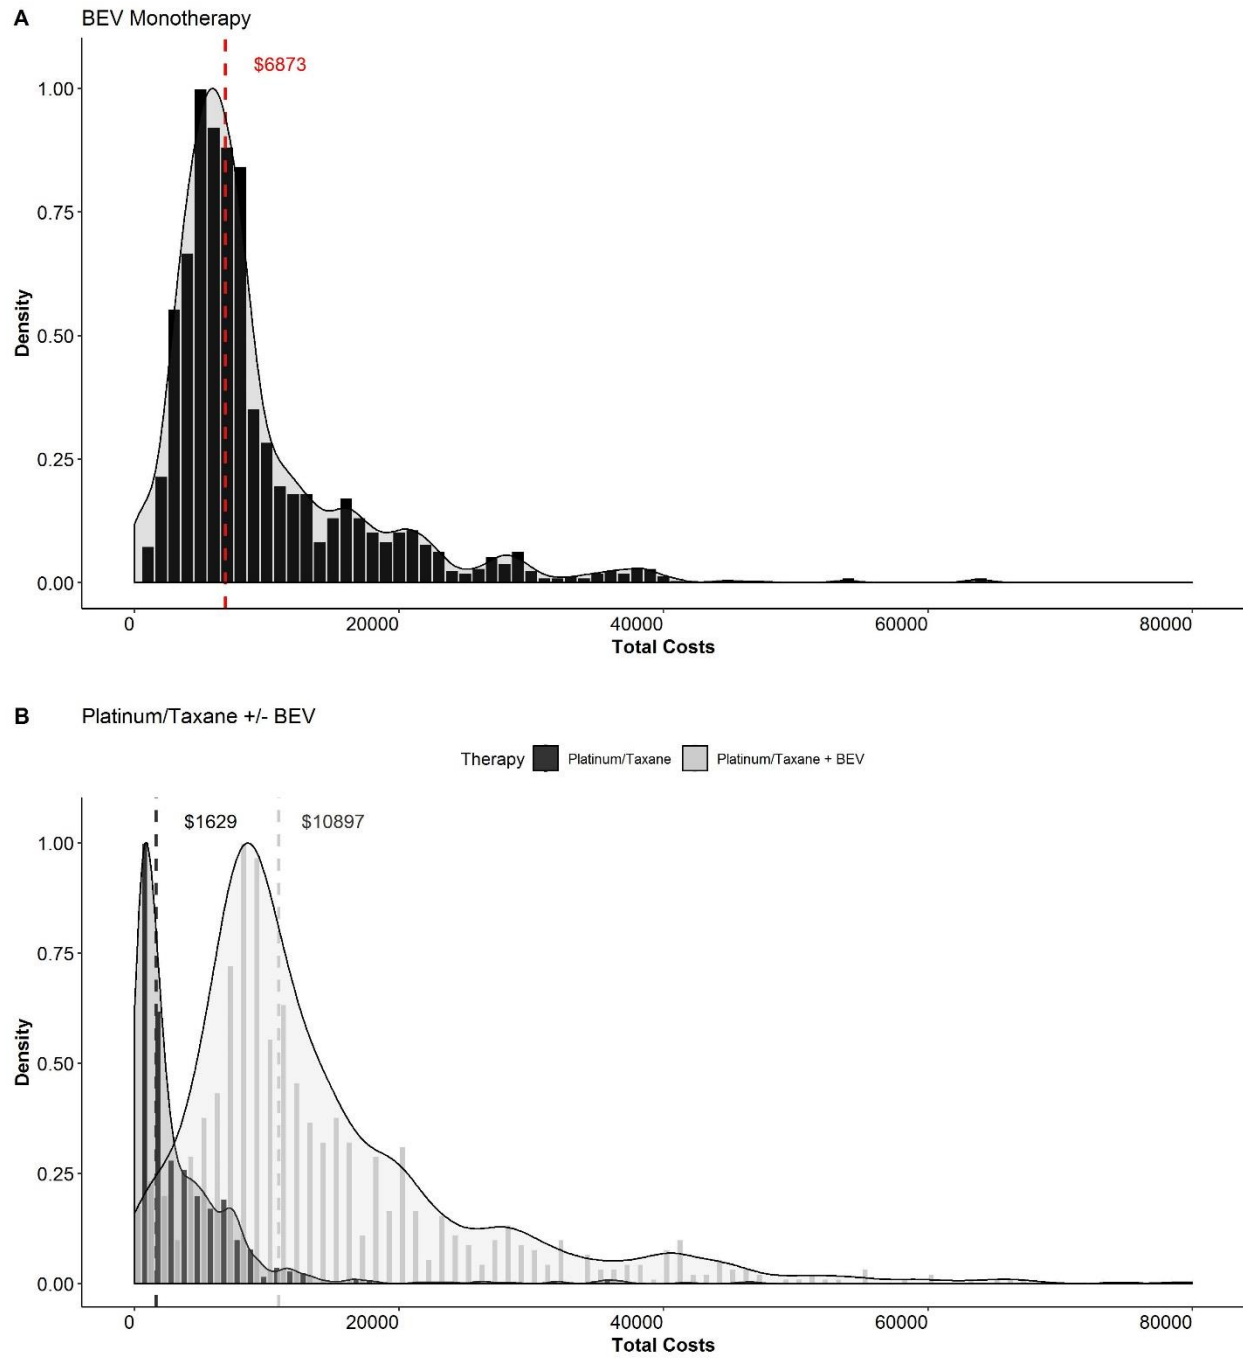 A BEV Monotherapy
$6873
1.00
0.75
0.50
0.25
0.00
Density
0 20000 40000 60000 80000
Total Costs
B Platinum/Taxane +/- BEV
Therapy Platinum/Taxane Platinum/Taxane + BEV
$1629 $10897
1.00
0.75
0.50
0.25
0.00
Density
0 20000 40000 60000 80000
Total Costs